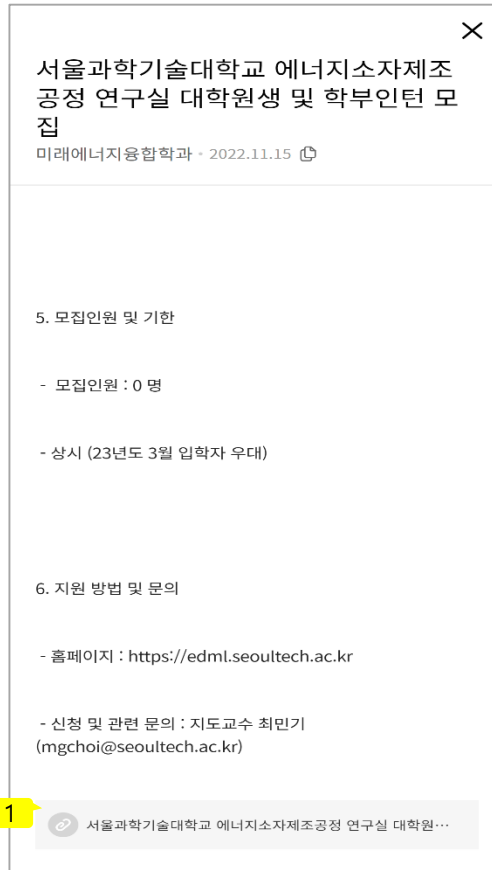 서울과학기술대학교 에너지소자제조
공정 연구실 대학원생 및 학부인턴 모
집
미래에너지융합학과 · 2022.11.15
5. 모집인원 및 기한
- 모집인원 : 0 명
- 상시 (23년도 3월 입학자 우대)
6. 지원 방법 및 문의
- 홈페이지 : https://edml.seoultech.ac.kr
- 신청 및 관련 문의 : 지도교수 최민기
(mgchoi@seoultech.ac.kr)
1
서울과학기술대학교 에너지소자제조공정 연구실 대학원…